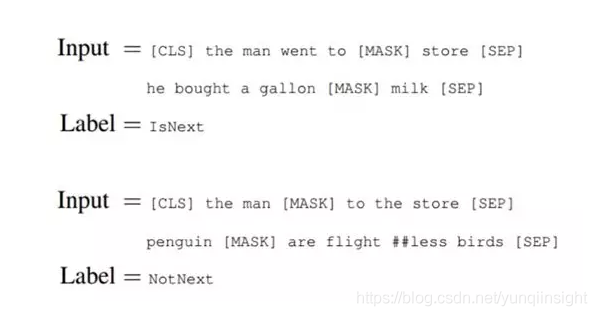 Input = [CLS] the man went to [MASK] store [SEP]
he bought a gallon [MASK] milk [SEP]
Label = IsNext
Input = [CLS] the man [MASK] to the store [SEP]
penguin [MASK] are flight ##less birds [SEP]
Label = NotNext
https://blog.csdn.net/yunqiinsight